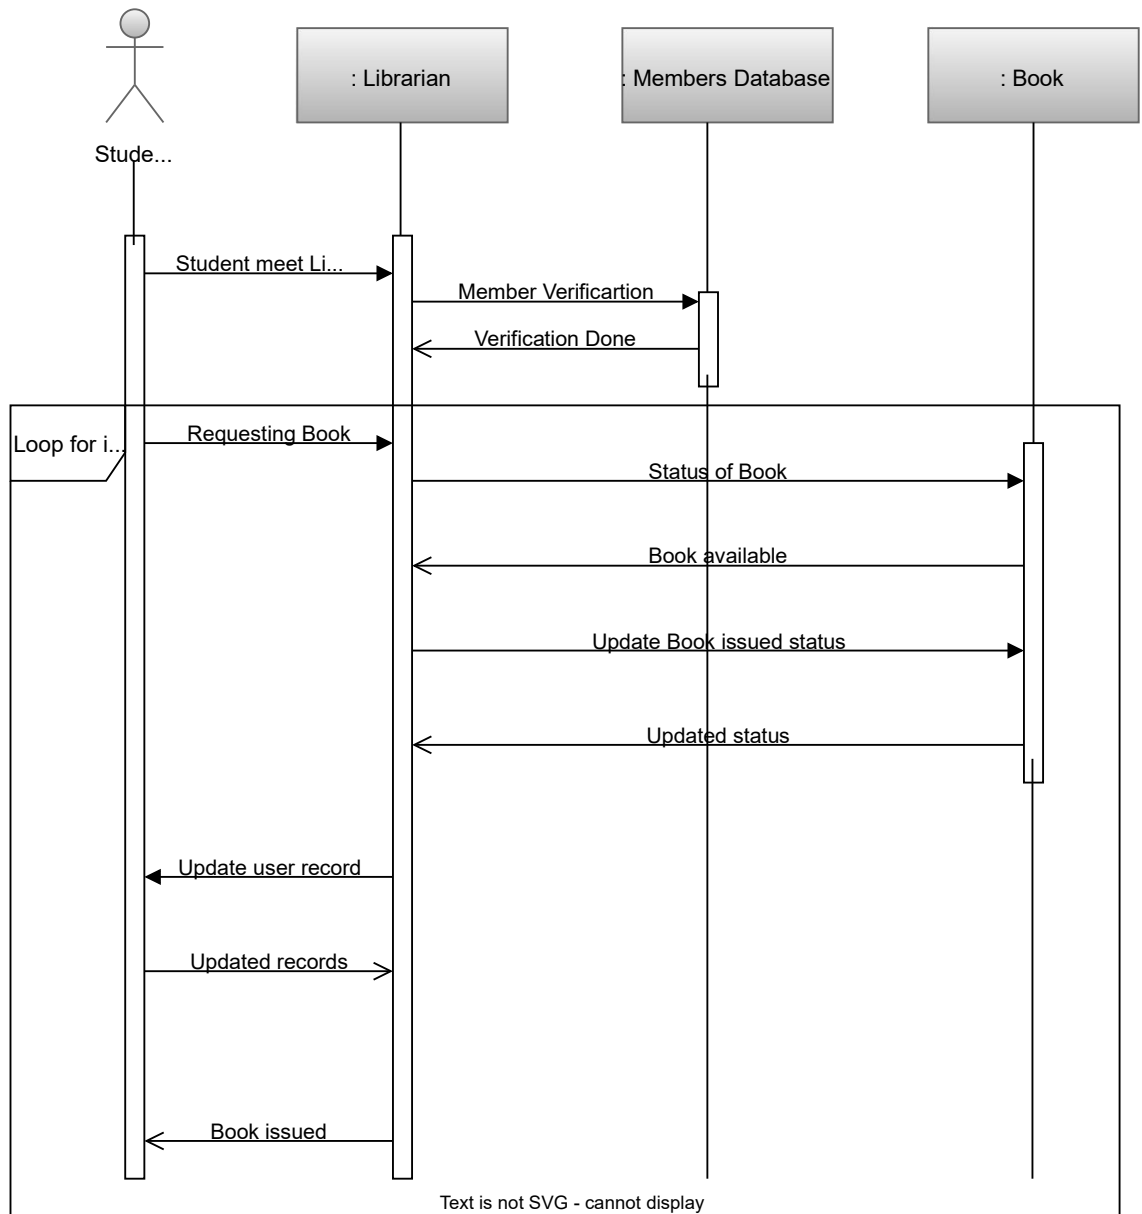 : Librarian
: Members Database
: Book
Stude...
Student meet Li...
Member Verificartion
Verification Done
Loop for i...
Requesting Book
Status of Book
Book available
Update Book issued status
Updated status
Update user record
Updated records
Book issued
Text is not SVG - cannot display